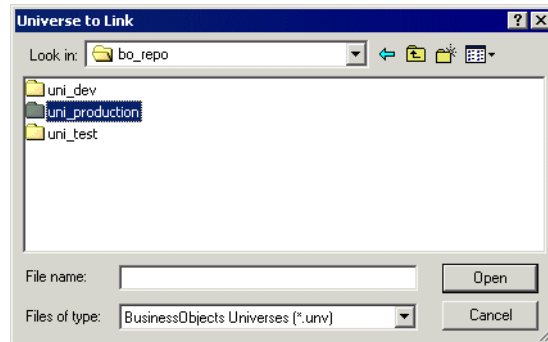 Universe to Link
Look in: bo_repo
uni_dev
uni_production
uni_test
File name: Open
Files of type: BusinessObjects Universes (*.unv) Cancel